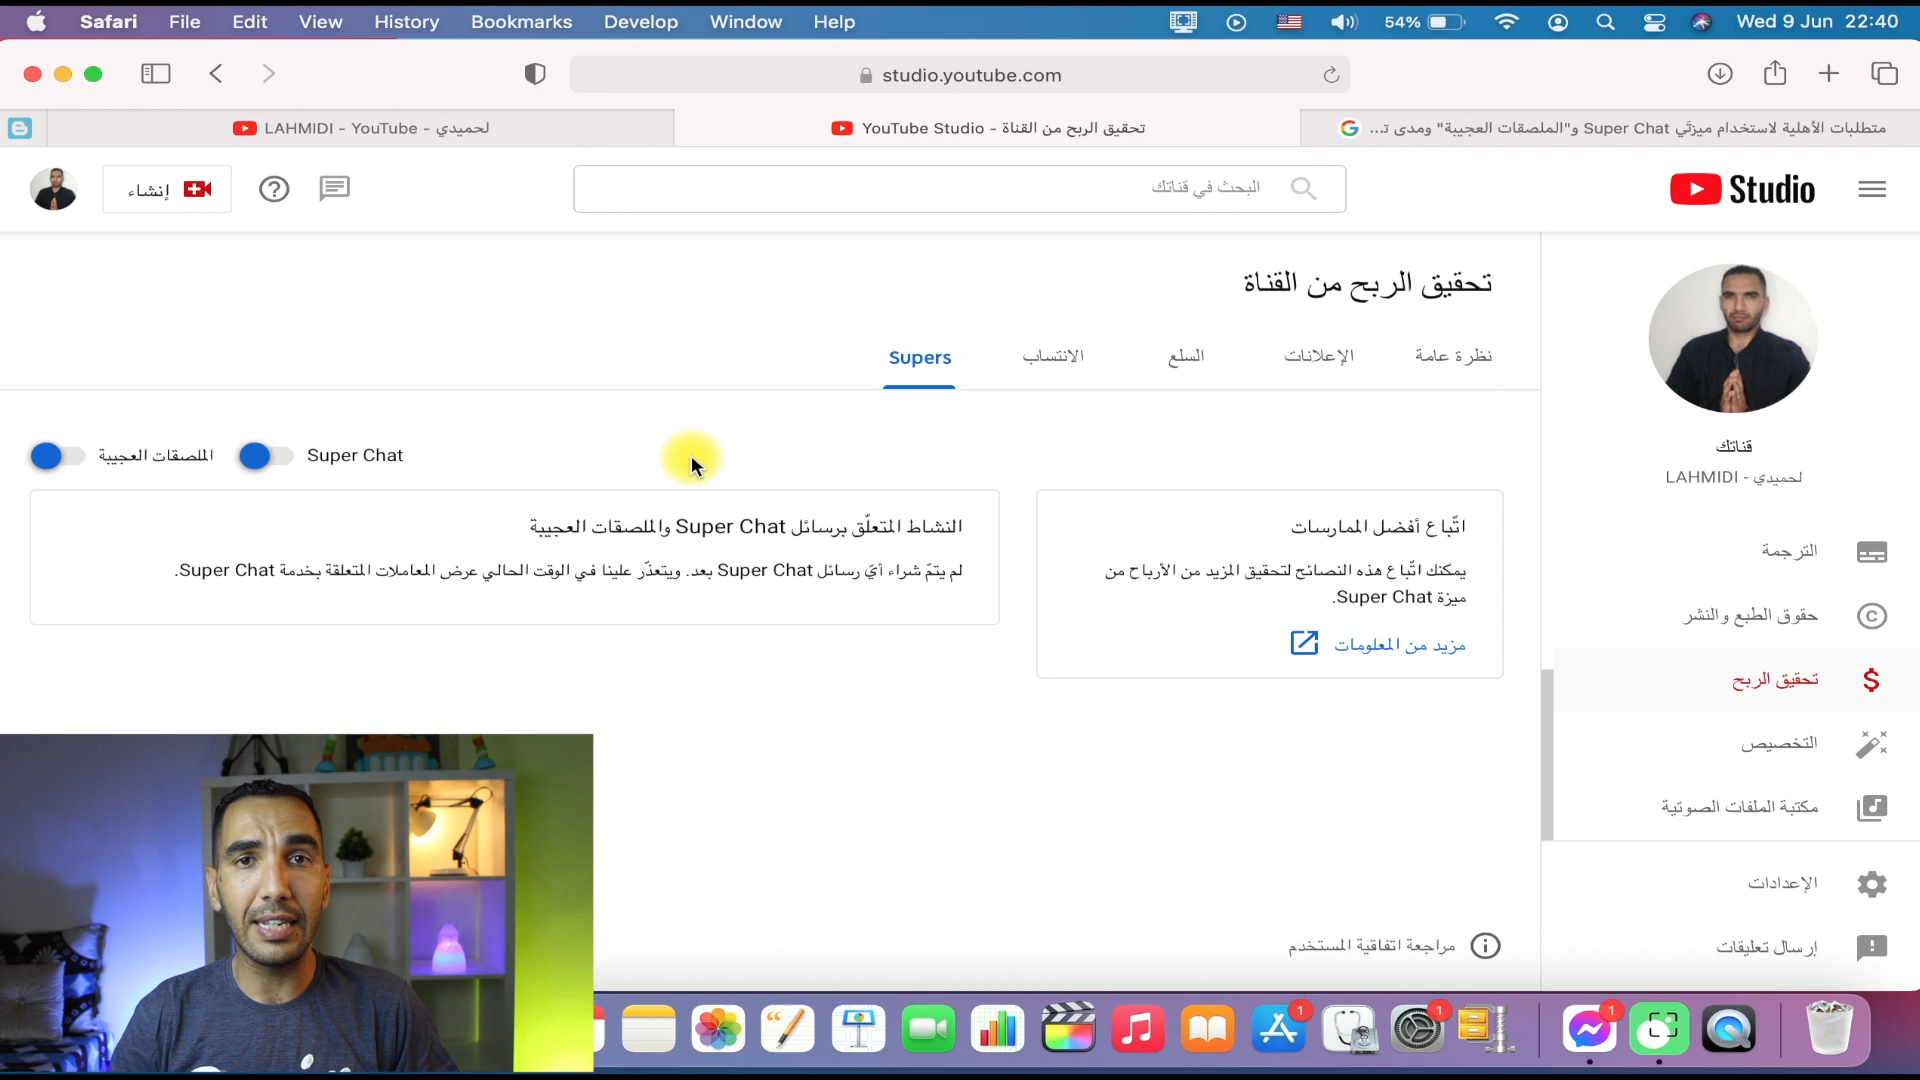 Safari File Edit View History Bookmarks Develop Window Help 54% Wed 9 Jun 22:40
studio.youtube.com
LAHMIDI - YouTube - لحميدي
YouTube Studio - تحقيق الربح من القناة
متطلبات الأهلية لاستخدام ميزتَي Super Chat و"الملصقات العجيبة" ومدى تـ...
Studio
البحث في قناتك
إنشاء
تحقيق الربح من القناة
نظرة عامة
الإعلانات
السلع
الانتساب
Supers
Super Chat
الملصقات العجيبة
اتّباع أفضل الممارسات
يمكنك اتّباع هذه النصائح لتحقيق المزيد من الأرباح من
ميزة Super Chat.
مزيد من المعلومات
النشاط المتعلّق برسائل Super Chat والملصقات العجيبة
لم يتمّ شراء أيّ رسائل Super Chat بعد. ويتعذّر علينا في الوقت الحالي عرض المعاملات المتعلقة بخدمة Super Chat.
مراجعة اتفاقية المستخدم
قناتك
LAHMIDI - لحميدي
الترجمة
حقوق الطبع والنشر
تحقيق الربح
التخصيص
مكتبة الملفات الصوتية
الإعدادات
إرسال تعليقات
1
1
1